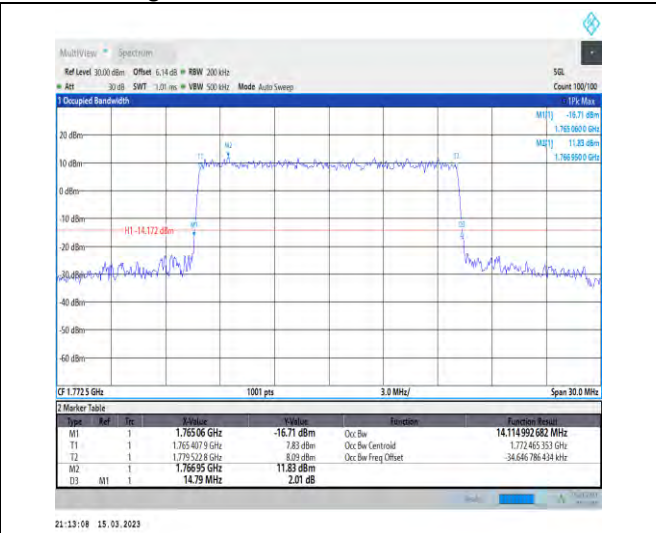 MultiView Spectrum
Ref Level 30.00 dBm Offset 6.14 dB RBW 200 kHz SGL
Att 30 dB SWT 1.01 ms VBW 500 kHz Mode Auto Sweep Count 100/100
1 Occupied Bandwidth 1Pk Max
M1[1] -16.71 dBm
1.765 060 0 GHz
M2[1] 11.83 dBm
1.766 950 0 GHz
20 dBm
M2
T1 T2
10 dBm
0 dBm
-10 dBm
M1 D3
H1 -14.172 dBm
-20 dBm
-30 dBm
-40 dBm
-50 dBm
-60 dBm
CF 1.772 5 GHz 1001 pts 3.0 MHz/ Span 30.0 MHz
2 Marker Table
Type Ref Trc X-Value Y-Value Function Function Result
M1 1 1.765 06 GHz -16.71 dBm Occ Bw 14.114 992 682 MHz
T1 1 1.765 407 9 GHz 7.83 dBm Occ Bw Centroid 1.772 465 353 GHz
T2 1 1.779 522 8 GHz 8.09 dBm Occ Bw Freq Offset -34.646 786 434 kHz
M2 1 1.766 95 GHz 11.83 dBm
D3 M1 1 14.79 MHz 2.01 dB
21:13:08 15.03.2023